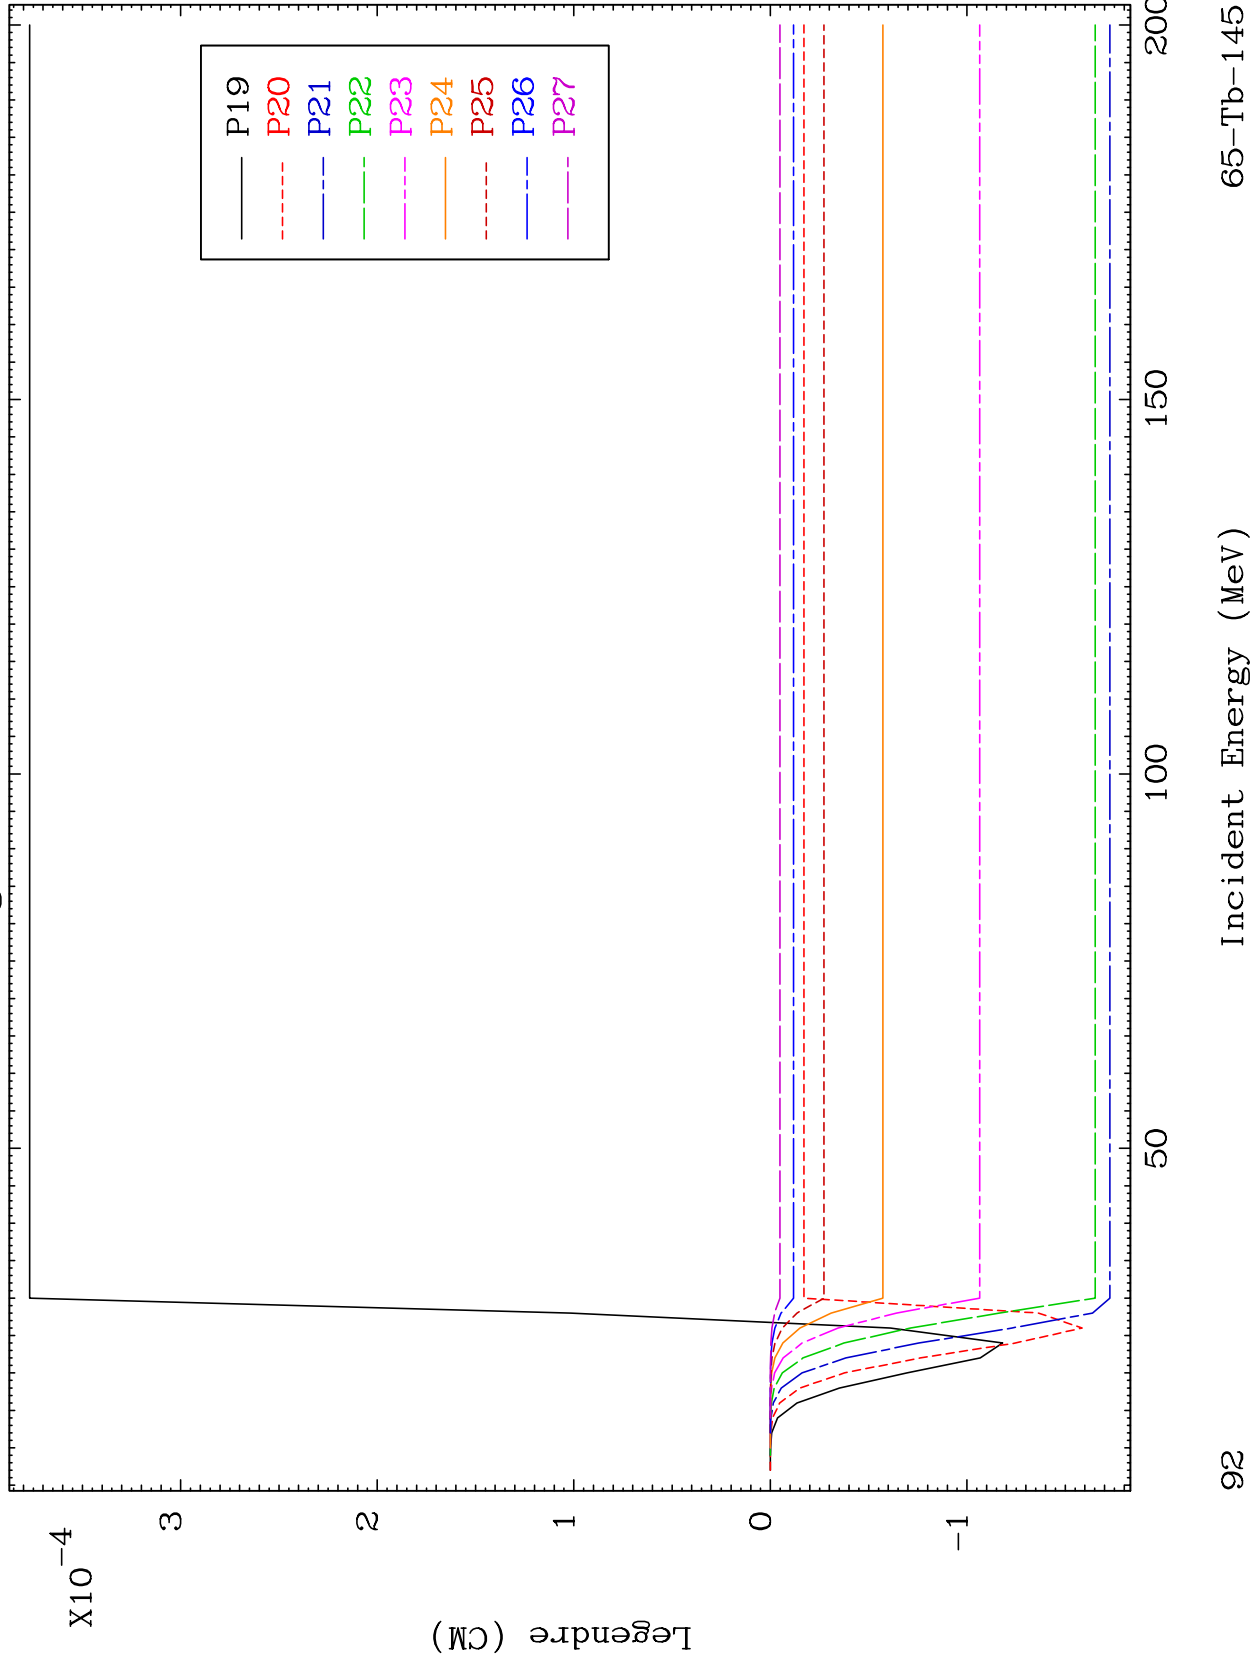 X10-4
3
2
1
0
-1
Legendre (CM)
P19
P20
P21
P22
P23
P24
P25
P26
P27
50
100
150
200
Incident Energy (MeV)
92
65-Tb-145